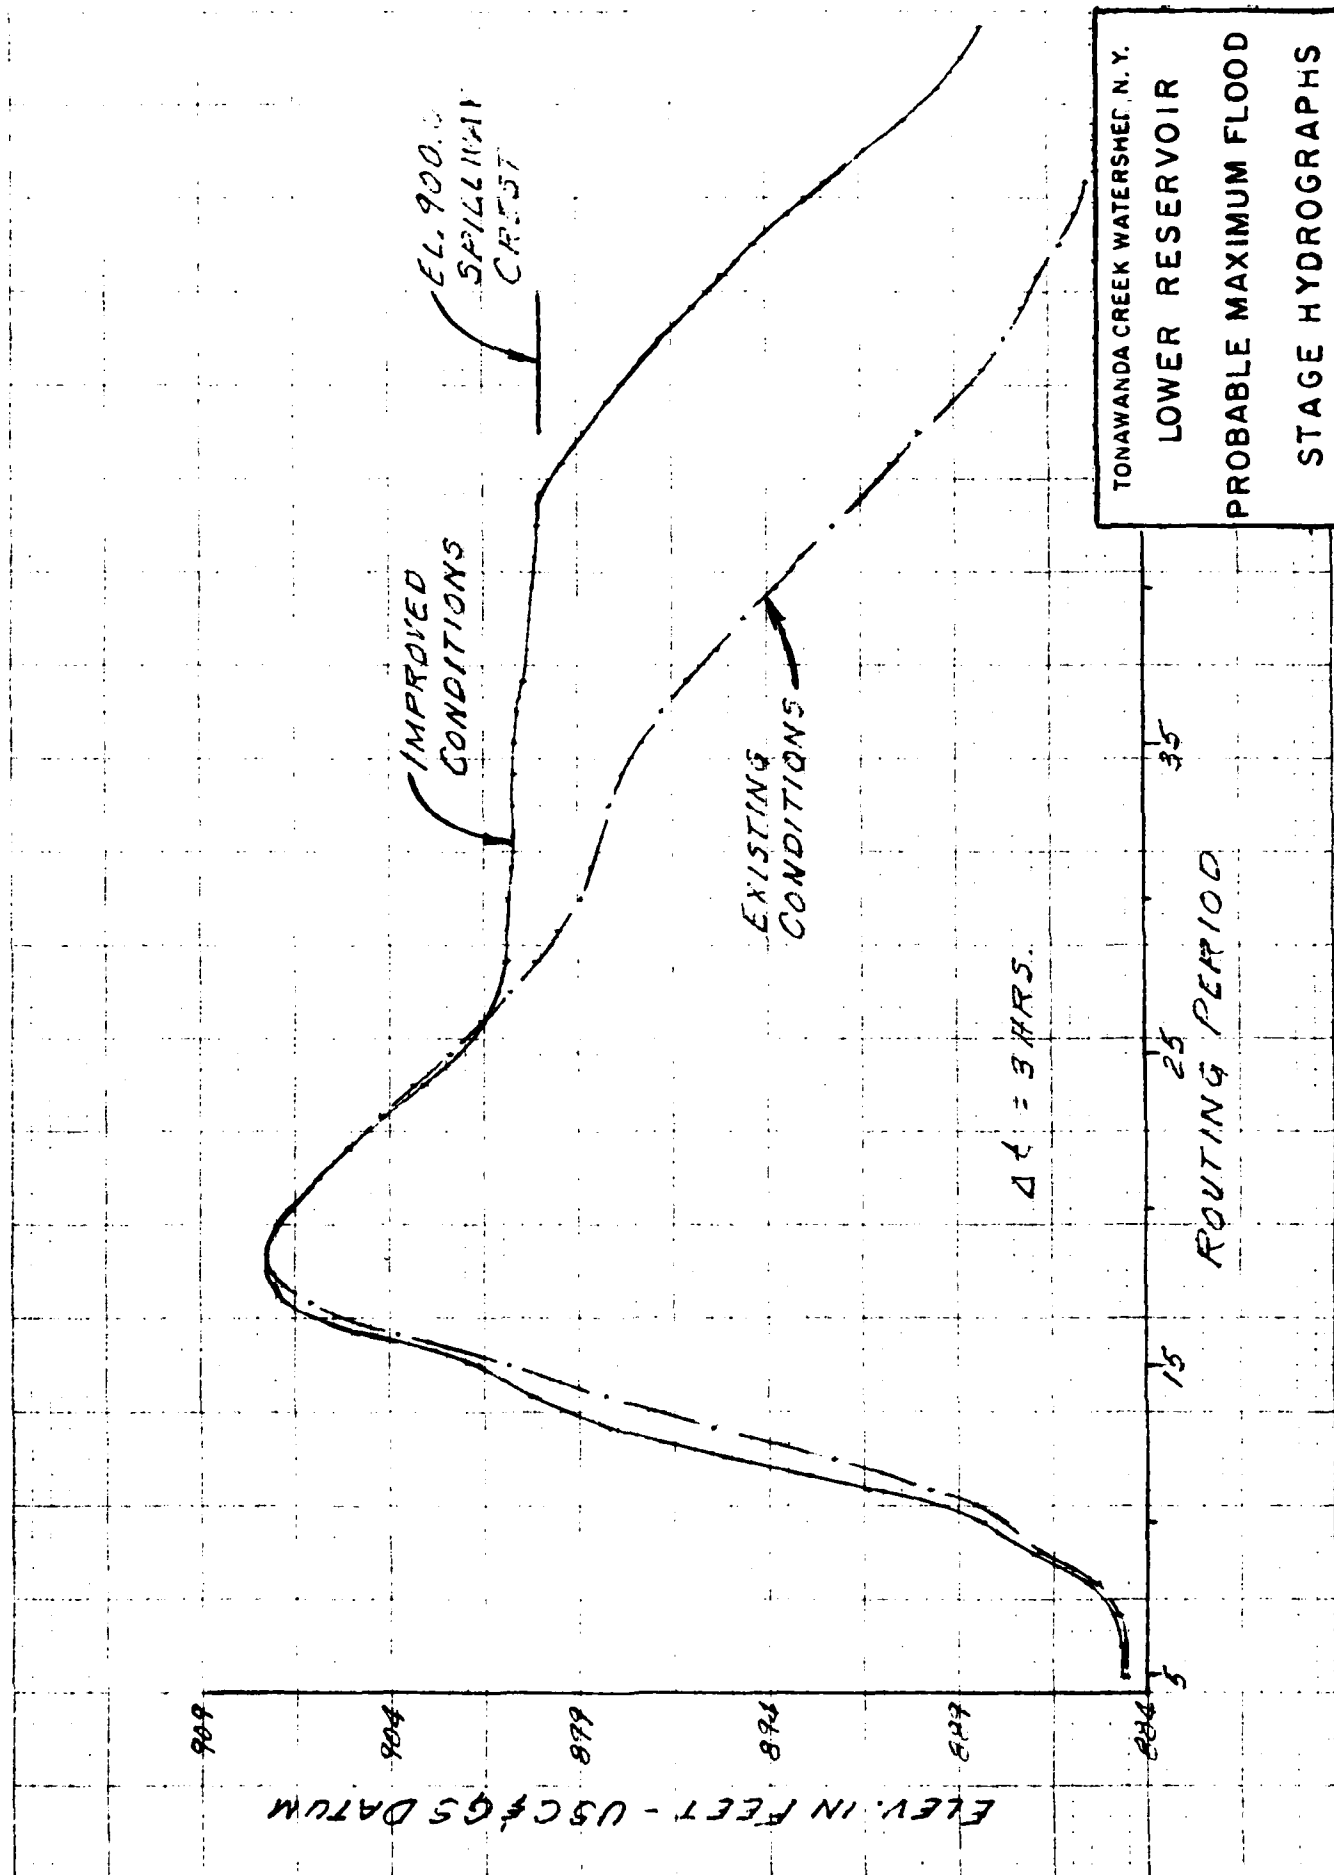 TONAWANDA CREEK WATERSHED, N.Y.
LOWER RESERVOIR
PROBABLE MAXIMUM FLOOD
STAGE HYDROGRAPHS
EL. 900.0
SPILLWAY
CREST
IMPROVED
CONDITIONS
EXISTING
CONDITIONS
Δt = 3 HRS.
ELEV. IN FEET - USC&GS DATUM
909
904
899
894
889
884
5
15
25
35
ROUTING PERIOD